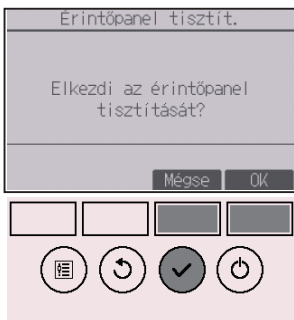 Érintőpanel tisztít.
Elkezdi az érintőpanel
tisztítását?
Mégse OK